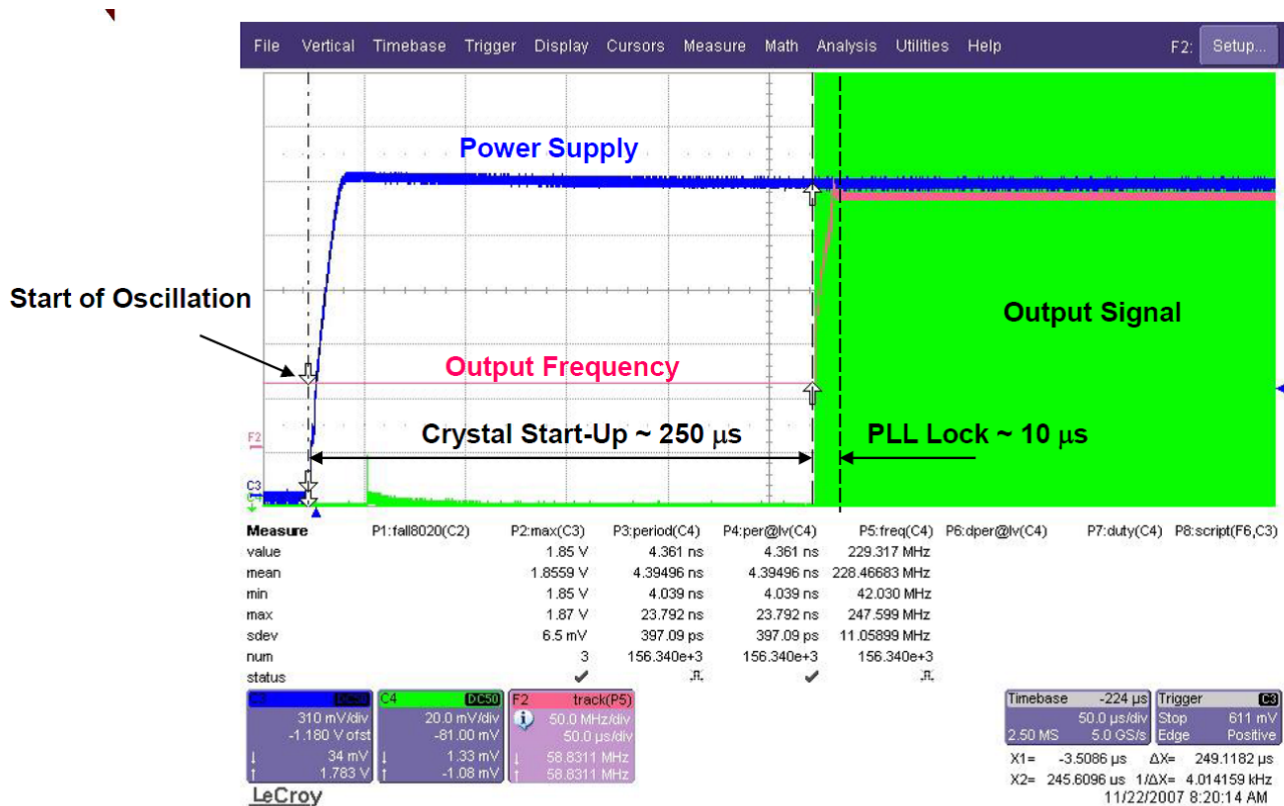 File Vertical Timebase Trigger Display Cursors Measure Math Analysis Utilities Help F2: Setup...
Power Supply
Start of Oscillation
Output Signal
Output Frequency
F2
Crystal Start-Up ~ 250 μs PLL Lock ~ 10 μs
C3
C4
Measure P1:fall8020(C2) P2:max(C3) P3:period(C4) P4:per@lv(C4) P5:freq(C4) P6:dper@lv(C4) P7:duty(C4) P8:script(F6,C3)
value 1.85 V 4.361 ns 4.361 ns 229.317 MHz
mean 1.8559 V 4.39496 ns 4.39496 ns 228.46683 MHz
min 1.85 V 4.039 ns 4.039 ns 42.030 MHz
max 1.87 V 23.792 ns 23.792 ns 247.599 MHz
sdev 6.5 mV 397.09 ps 397.09 ps 11.05899 MHz
num 3 156.340e+3 156.340e+3 156.340e+3
status
C3 DC50 C4 DC50 F2 track(P5) Timebase -224 μs Trigger C3
310 mV/div 20.0 mV/div 50.0 MHz/div 50.0 μs/div Stop 611 mV
-1.180 V ofst -81.00 mV 50.0 μs/div 2.50 MS 5.0 GS/s Edge Positive
34 mV 1.33 mV 58.8311 MHz
1.783 V -1.08 mV 58.8311 MHz
X1= -3.5086 μs ΔX= 249.1182 μs
X2= 245.6096 μs 1/ΔX= 4.014159 kHz
LeCroy 11/22/2007 8:20:14 AM